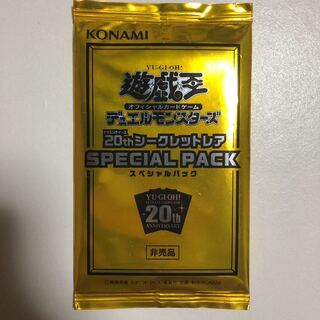 KONAMI
YU-GI-OH!
遊戯王
オフィシャルカードゲーム
デュエルモンスターズ
20thシークレットレア
SPECIAL PACK
スペシャルパック
YU-GI-OH!
20th
ANNIVERSARY
非売品